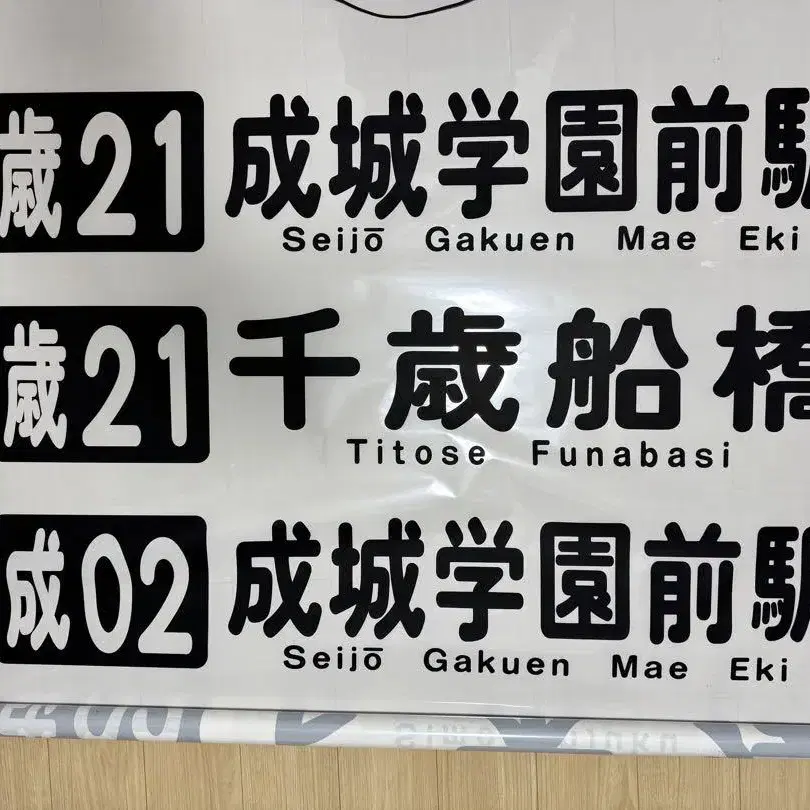 歳21 成城学園前駅
Seijō Gakuen Mae Eki
歳21 千歳船橋
Titose Funabasi
成02 成城学園前駅
Seijō Gakuen Mae Eki